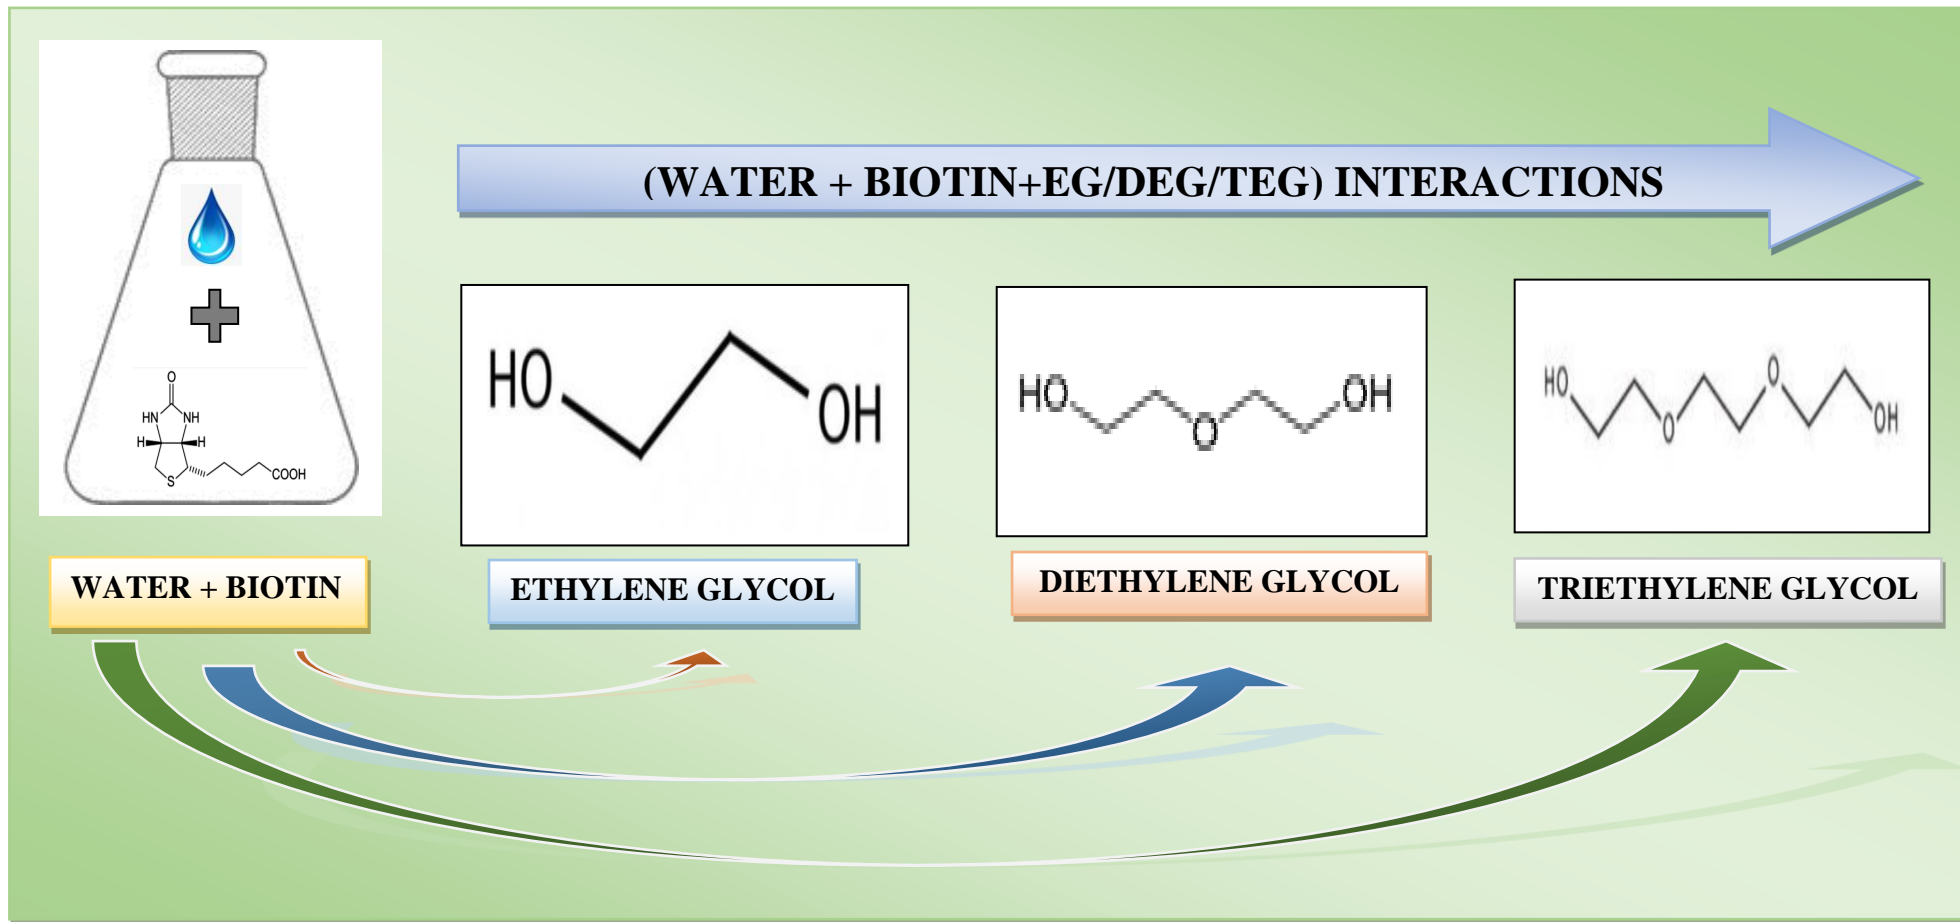 (WATER + BIOTIN+EG/DEG/TEG) INTERACTIONS
O
HN NH
H H
S
COOH
HO
OH
HO
O
OH
HO
O
O
OH
WATER + BIOTIN
ETHYLENE GLYCOL
DIETHYLENE GLYCOL
TRIETHYLENE GLYCOL